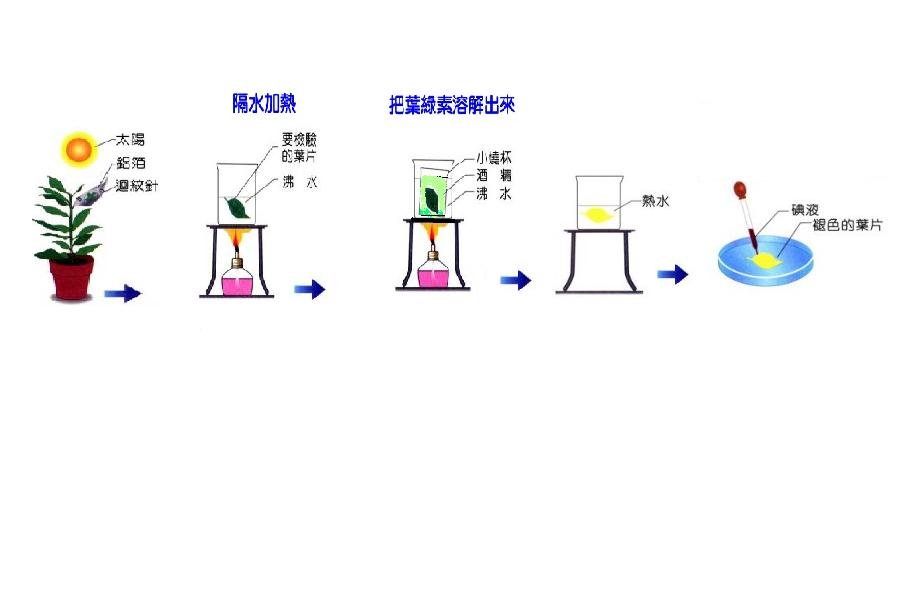 隔水加熱
把葉綠素溶解出來
太陽
鋁箔
迴紋針
要檢驗
的葉片
沸 水
小燒杯
酒 精
沸 水
熱水
碘液
褪色的葉片